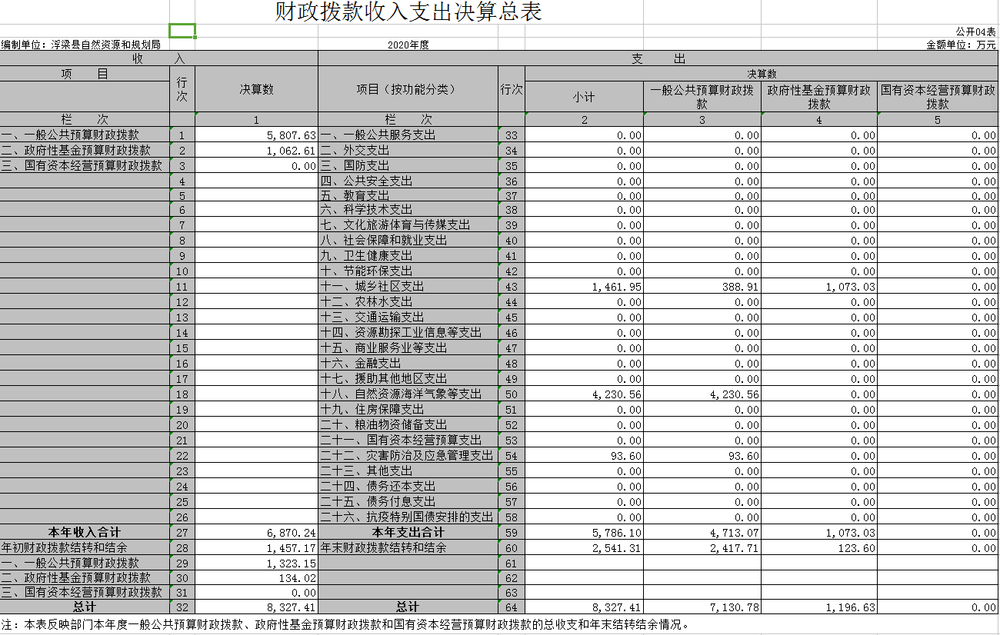 财政拨款收入支出决算总表
公开04表
编制单位：浮梁县自然资源和规划局 2020年度 金额单位：万元
收 入 支 出
项 目 行次 决算数 项目（按功能分类） 行次 决算数
小计 一般公共预算财政拨款 政府性基金预算财政拨款 国有资本经营预算财政拨款
栏 次 1 栏 次 2 3 4 5
一、一般公共预算财政拨款 1 5,807.63 一、一般公共服务支出 33 0.00 0.00 0.00 0.00
二、政府性基金预算财政拨款 2 1,062.61 二、外交支出 34 0.00 0.00 0.00 0.00
三、国有资本经营预算财政拨款 3 0.00 三、国防支出 35 0.00 0.00 0.00 0.00
4 四、公共安全支出 36 0.00 0.00 0.00 0.00
5 五、教育支出 37 0.00 0.00 0.00 0.00
6 六、科学技术支出 38 0.00 0.00 0.00 0.00
7 七、文化旅游体育与传媒支出 39 0.00 0.00 0.00 0.00
8 八、社会保障和就业支出 40 0.00 0.00 0.00 0.00
9 九、卫生健康支出 41 0.00 0.00 0.00 0.00
10 十、节能环保支出 42 0.00 0.00 0.00 0.00
11 十一、城乡社区支出 43 1,461.95 388.91 1,073.03 0.00
12 十二、农林水支出 44 0.00 0.00 0.00 0.00
13 十三、交通运输支出 45 0.00 0.00 0.00 0.00
14 十四、资源勘探工业信息等支出 46 0.00 0.00 0.00 0.00
15 十五、商业服务业等支出 47 0.00 0.00 0.00 0.00
16 十六、金融支出 48 0.00 0.00 0.00 0.00
17 十七、援助其他地区支出 49 0.00 0.00 0.00 0.00
18 十八、自然资源海洋气象等支出 50 4,230.56 4,230.56 0.00 0.00
19 十九、住房保障支出 51 0.00 0.00 0.00 0.00
20 二十、粮油物资储备支出 52 0.00 0.00 0.00 0.00
21 二十一、国有资本经营预算支出 53 0.00 0.00 0.00 0.00
22 二十二、灾害防治及应急管理支出 54 93.60 93.60 0.00 0.00
23 二十三、其他支出 55 0.00 0.00 0.00 0.00
24 二十四、债务还本支出 56 0.00 0.00 0.00 0.00
25 二十五、债务付息支出 57 0.00 0.00 0.00 0.00
26 二十六、抗疫特别国债安排的支出 58 0.00 0.00 0.00 0.00
本年收入合计 27 6,870.24 本年支出合计 59 5,786.10 4,713.07 1,073.03 0.00
年初财政拨款结转和结余 28 1,457.17 年末财政拨款结转和结余 60 2,541.31 2,417.71 123.60 0.00
一、一般公共预算财政拨款 29 1,323.15 61
二、政府性基金预算财政拨款 30 134.02 62
三、国有资本经营预算财政拨款 31 0.00 63
总计 32 8,327.41 总计 64 8,327.41 7,130.78 1,196.63 0.00
注：本表反映部门本年度一般公共预算财政拨款、政府性基金预算财政拨款和国有资本经营预算财政拨款的总收支和年末结转结余情况。